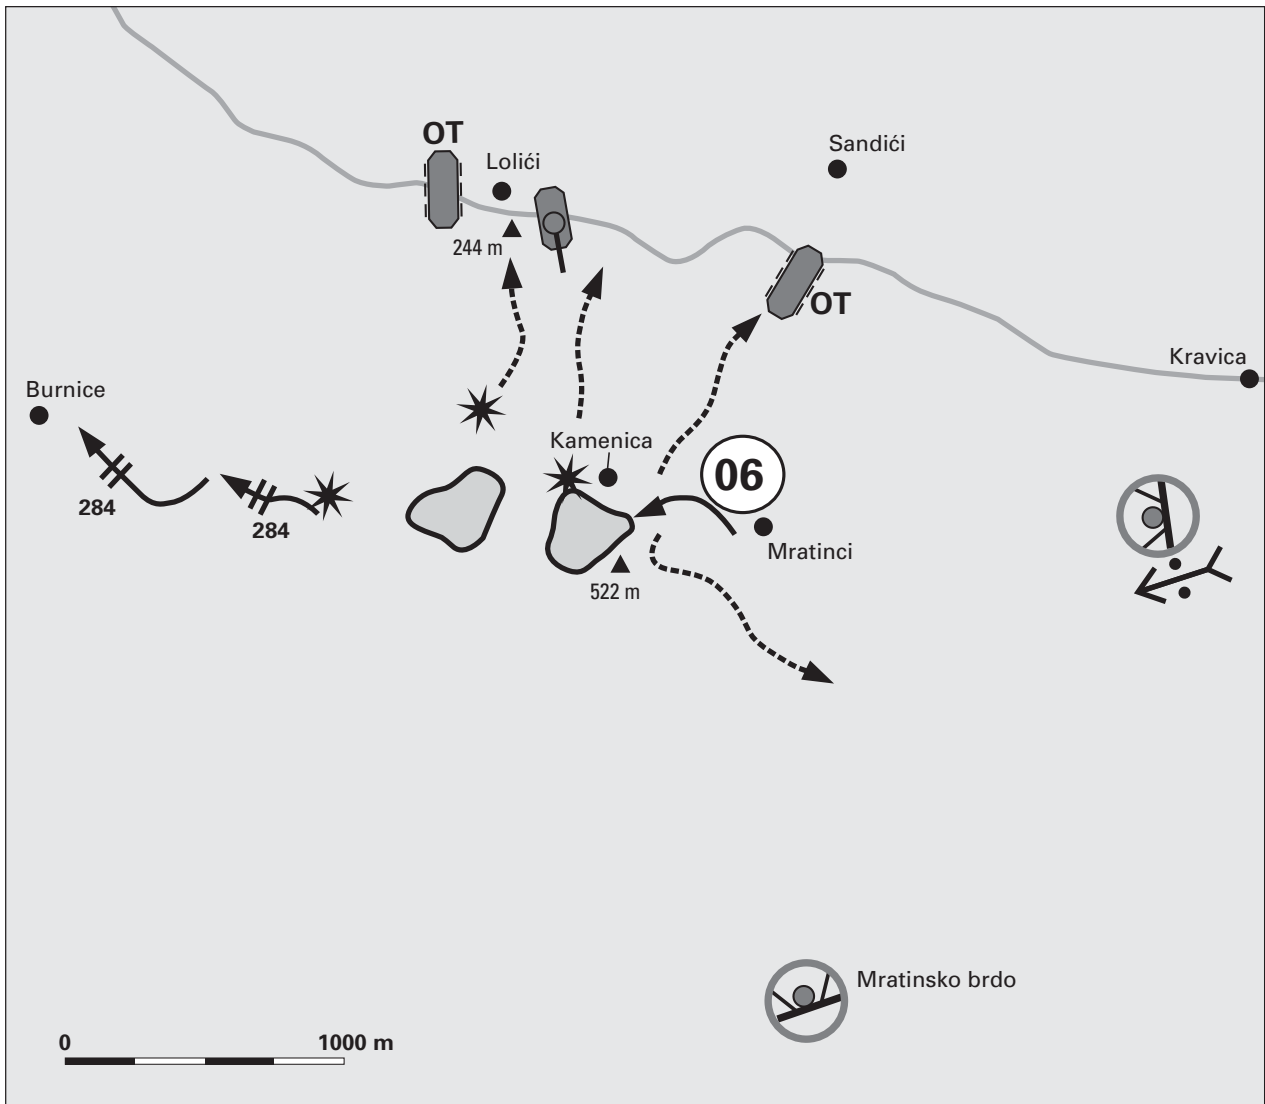 OT
Sandići
Lolići
244 m
OT
Kravica
Burnice
Kamenica
06
284
284
Mratinci
522 m
Mratinsko brdo
0 1000 m